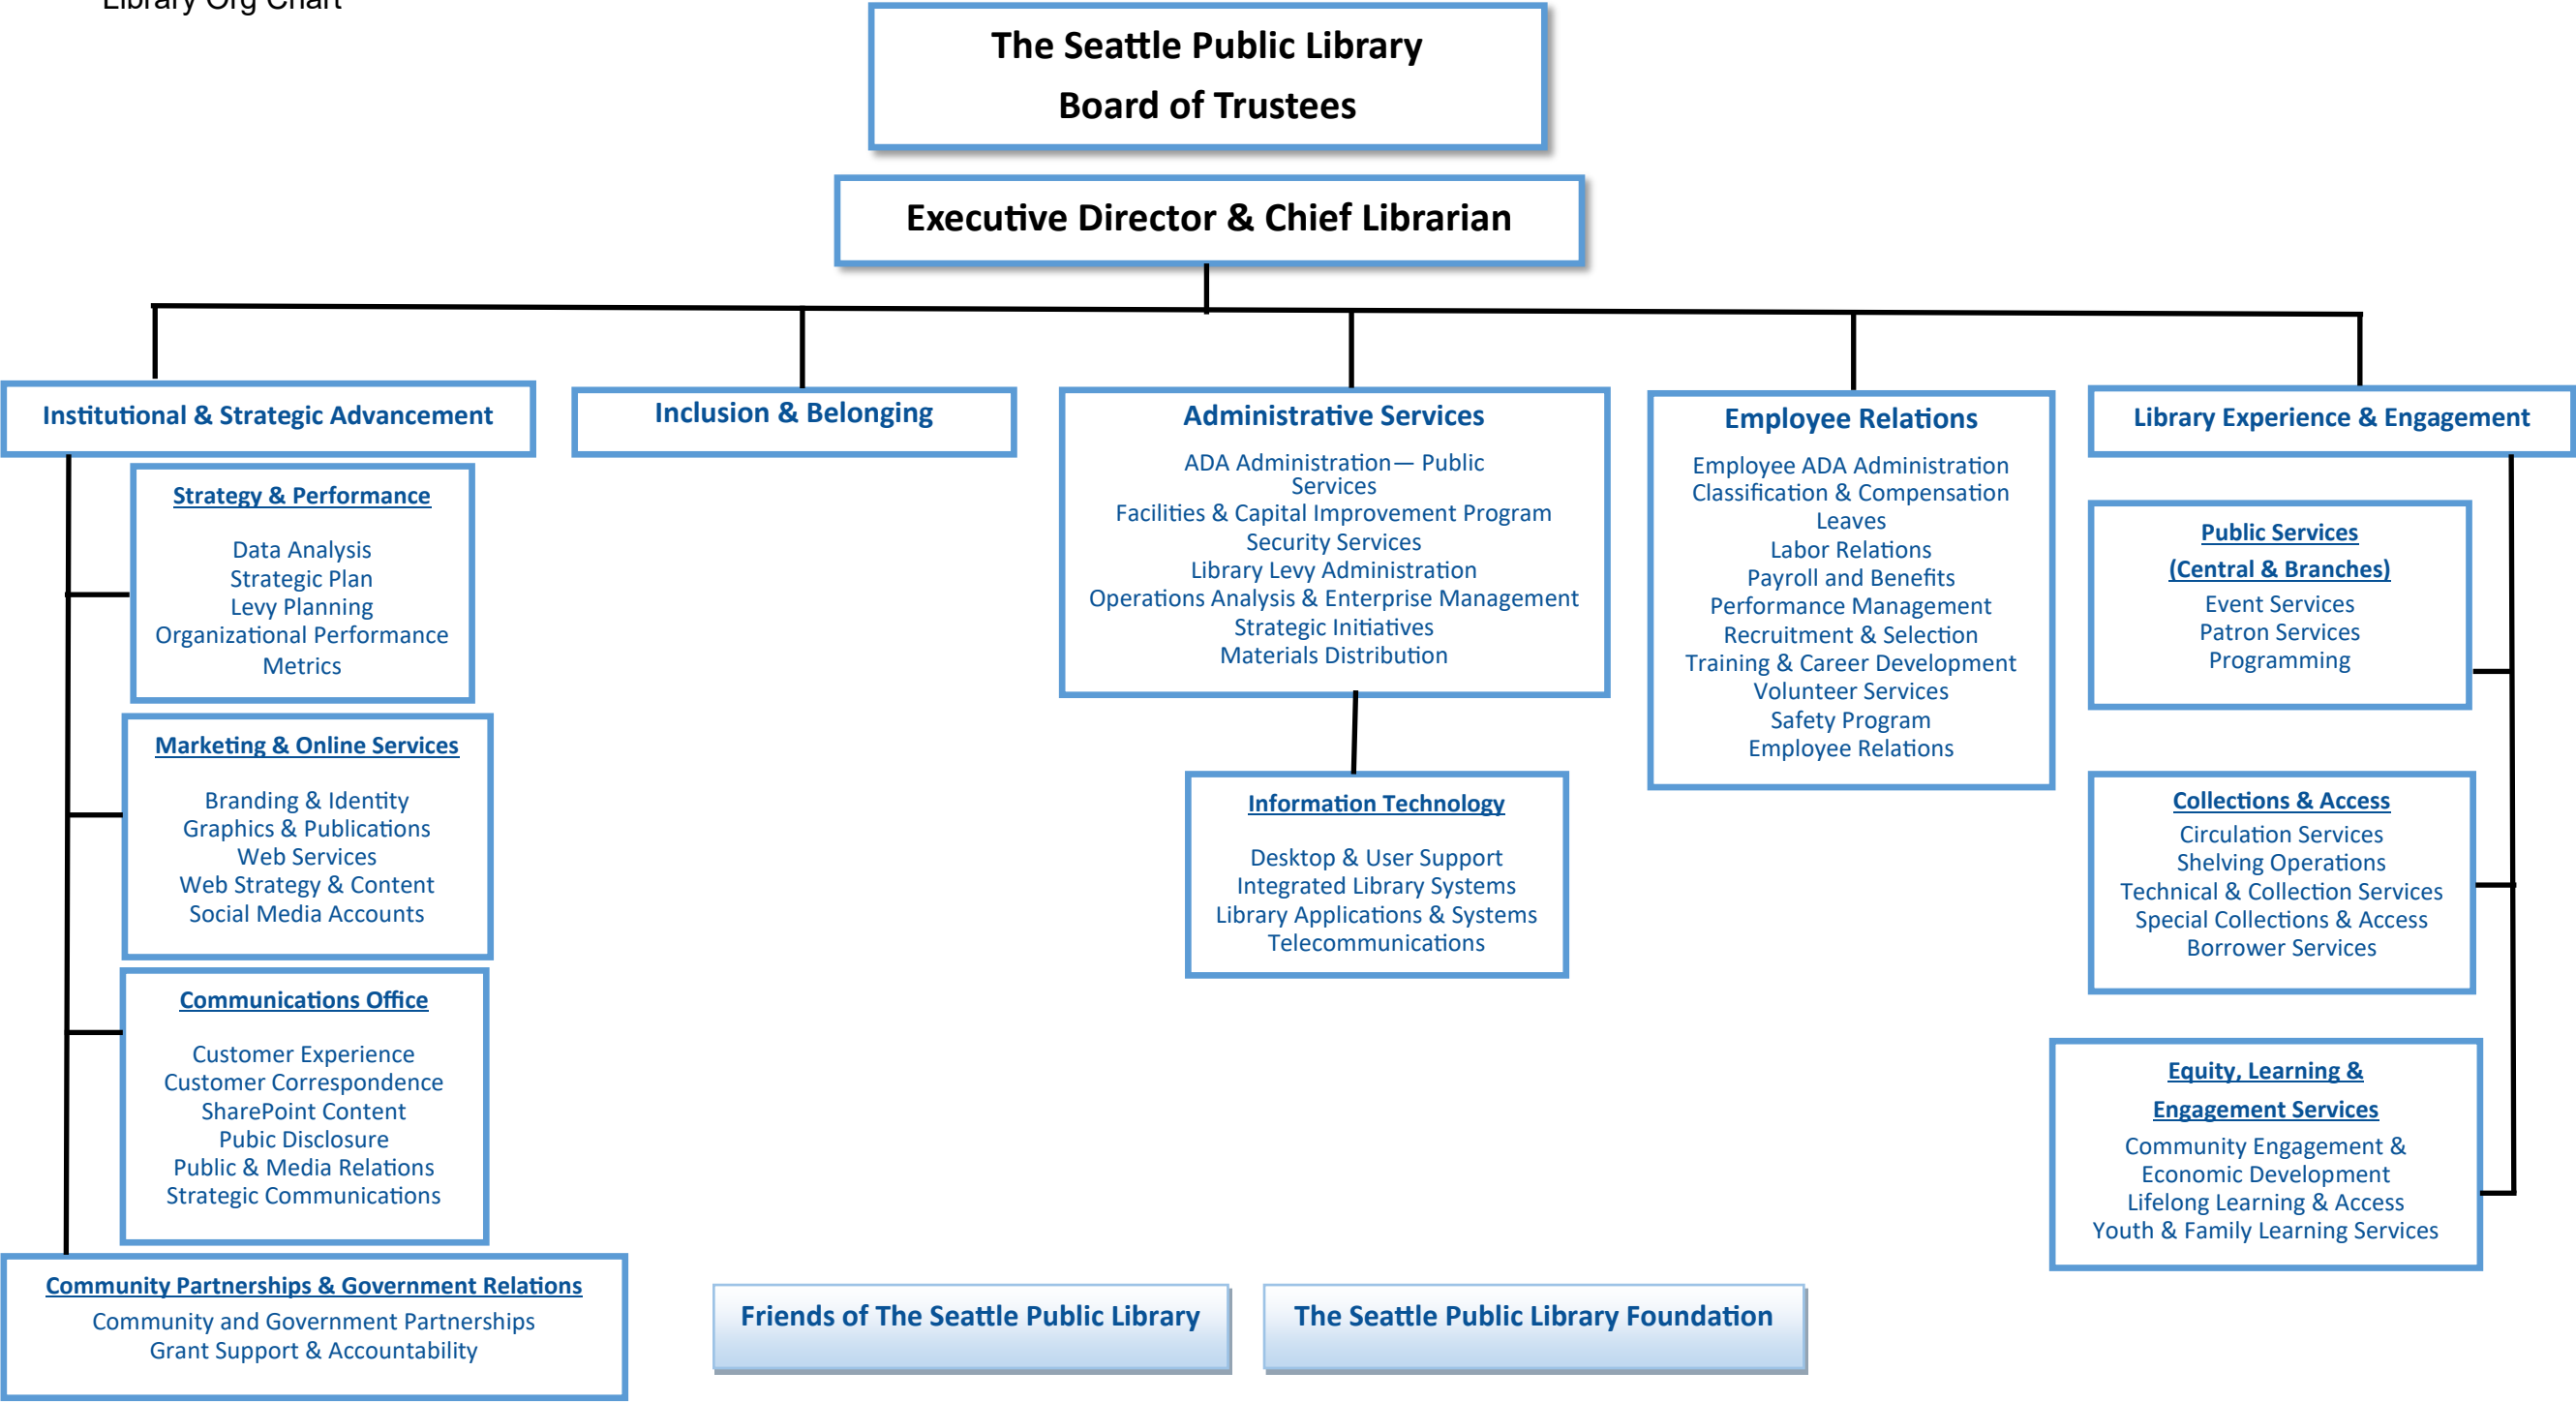 Library Org Chart
The Seattle Public Library
Board of Trustees
Executive Director & Chief Librarian
Institutional & Strategic Advancement
Strategy & Performance
Data Analysis
Strategic Plan
Levy Planning
Organizational Performance
Metrics
Marketing & Online Services
Branding & Identity
Graphics & Publications
Web Services
Web Strategy & Content
Social Media Accounts
Communications Office
Customer Experience
Customer Correspondence
SharePoint Content
Pubic Disclosure
Public & Media Relations
Strategic Communications
Community Partnerships & Government Relations
Community and Government Partnerships
Grant Support & Accountability
Inclusion & Belonging
Administrative Services
ADA Administration— Public
Services
Facilities & Capital Improvement Program
Security Services
Library Levy Administration
Operations Analysis & Enterprise Management
Strategic Initiatives
Materials Distribution
Information Technology
Desktop & User Support
Integrated Library Systems
Library Applications & Systems
Telecommunications
Employee Relations
Employee ADA Administration
Classification & Compensation
Leaves
Labor Relations
Payroll and Benefits
Performance Management
Recruitment & Selection
Training & Career Development
Volunteer Services
Safety Program
Employee Relations
Library Experience & Engagement
Public Services
(Central & Branches)
Event Services
Patron Services
Programming
Collections & Access
Circulation Services
Shelving Operations
Technical & Collection Services
Special Collections & Access
Borrower Services
Equity, Learning &
Engagement Services
Community Engagement &
Economic Development
Lifelong Learning & Access
Youth & Family Learning Services
Friends of The Seattle Public Library
The Seattle Public Library Foundation